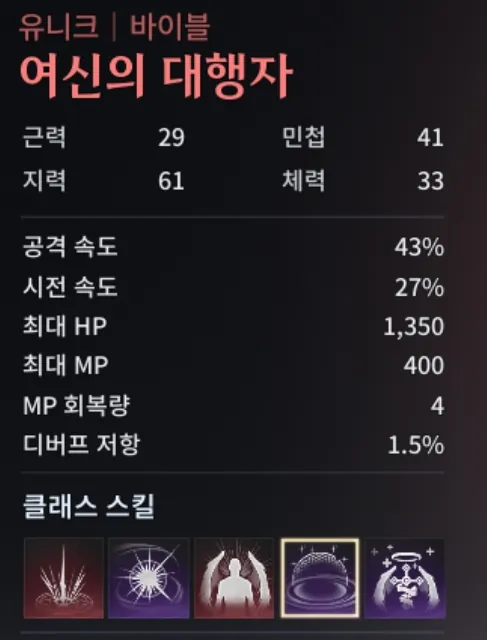 유니크 | 바이블
여신의 대행자
근력 29 민첩 41
지력 61 체력 33
공격 속도 43%
시전 속도 27%
최대 HP 1,350
최대 MP 400
MP 회복량 4
디버프 저항 1.5%
클래스 스킬